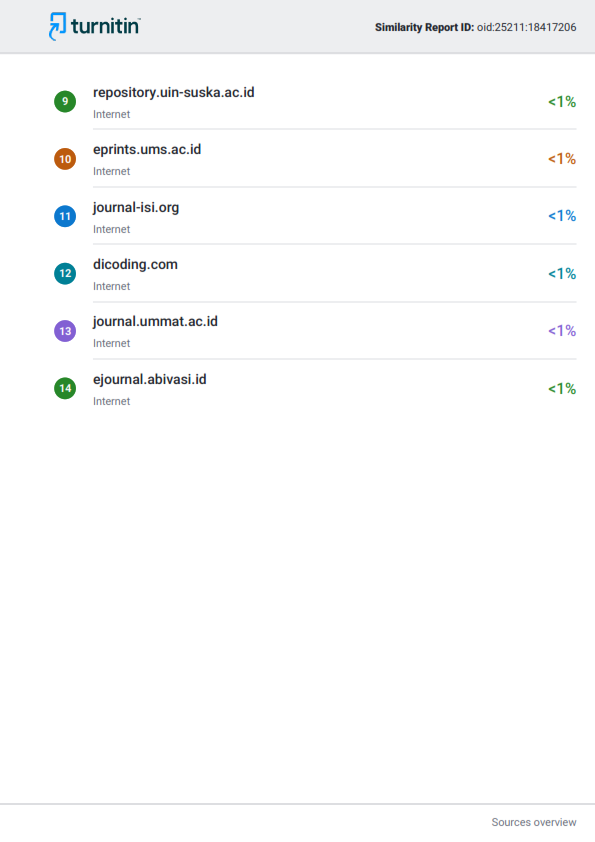 turnitin
Similarity Report ID: oid:25211:18417206
9
repository.uin-suska.ac.id
<1%
Internet
10
eprints.ums.ac.id
<1%
Internet
11
journal-isi.org
<1%
Internet
12
dicoding.com
<1%
Internet
13
journal.ummat.ac.id
<1%
Internet
14
ejournal.abivasi.id
<1%
Internet
Sources overview